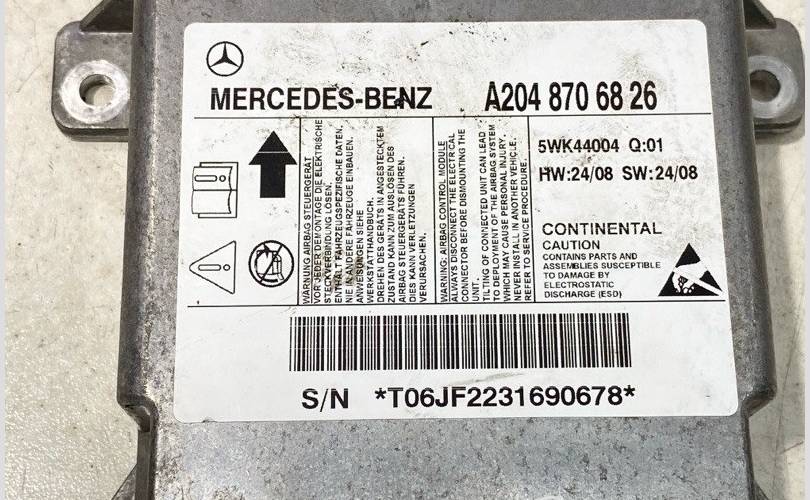 MERCEDES-BENZ
A204 870 68 26
5WK44004 Q:01
HW:24/08 SW:24/08
WARNUNG AIRBAG STEUERGERÄT
VOR JEDER DEMONTAGE DIE ELEKTRISCHE
STECKVERBINDUNG LÖSEN.
ENTHÄLT FAHRZEUGSPEZIFISCHE DATEN.
NIE IN ANDERE FAHRZEUGE EINBAUEN.
ANWEISUNGEN SIEHE
WERKSTATTHANDBUCH.
DREHEN DES GERÄTS IN ANGESTECKTEM
ZUSTAND KANN ZUM AUSLÖSEN DES
AIRBAG STEUERGERÄTS FÜHREN.
DIES KANN VERLETZUNGEN
VERURSACHEN.
WARNING: AIRBAG CONTROL MODULE
ALWAYS DISCONNECT THE ELECTRICAL
CONNECTOR BEFORE DISMOUNTING THE
UNIT.
TILTING OF CONNECTED UNIT CAN LEAD
TO DEPLOYMENT OF THE AIRBAG SYSTEM
WHICH MAY CAUSE PERSONAL INJURY.
NEVER INSTALL IN ANOTHER VEHICLE.
REFER TO SERVICE PROCEDURE.
CONTINENTAL
CAUTION
CONTAINS PARTS AND
ASSEMBLIES SUSCEPTIBLE
TO DAMAGE BY
ELECTROSTATIC
DISCHARGE (ESD)
S/N *T06JF2231690678*